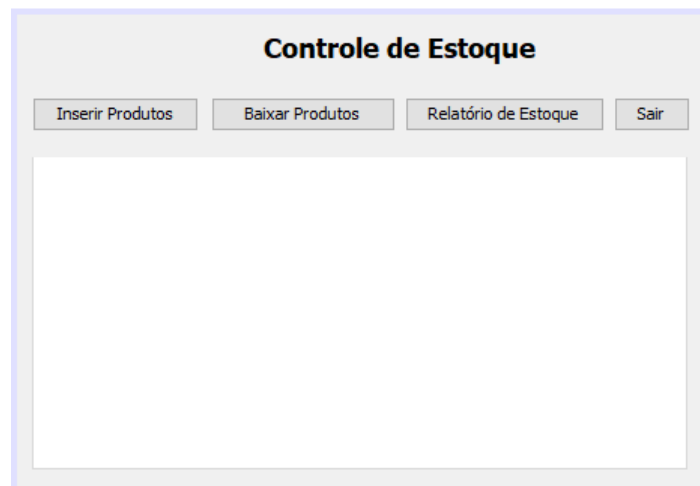 Controle de Estoque
Inserir Produtos Baixar Produtos Relatório de Estoque Sair